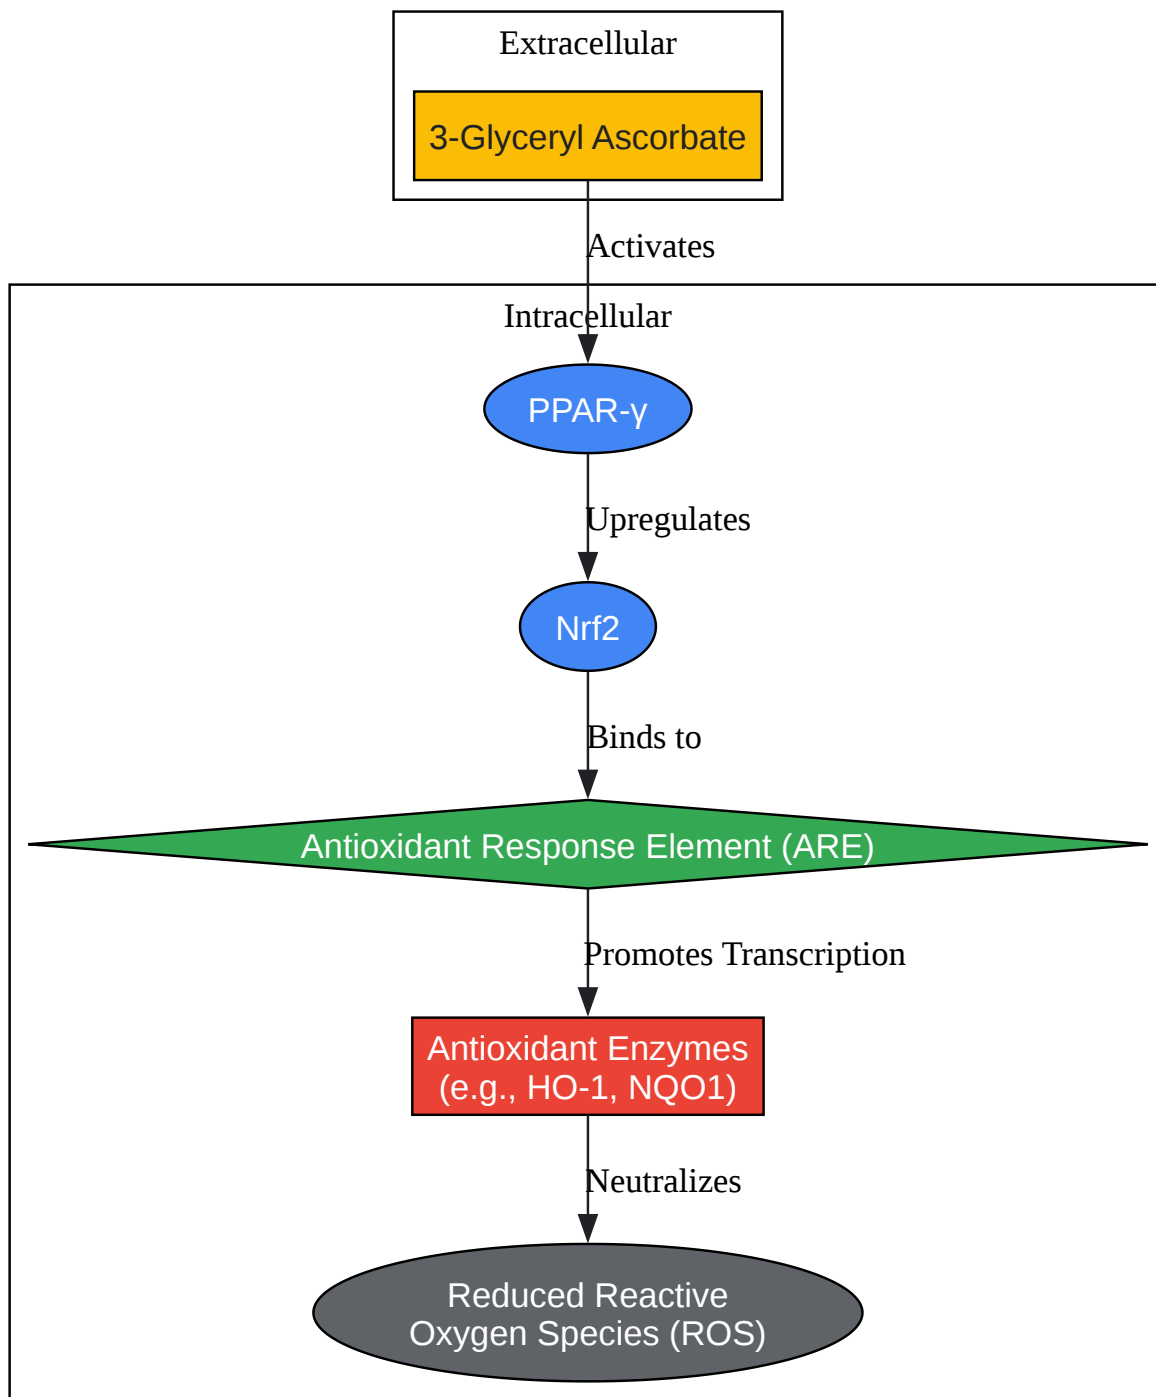 Extracellular
3-Glyceryl Ascorbate
Activates
Intracellular
PPAR-γ
Upregulates
Nrf2
Binds to
Antioxidant Response Element (ARE)
Promotes Transcription
Antioxidant Enzymes
(e.g., HO-1, NQO1)
Neutralizes
Reduced Reactive
Oxygen Species (ROS)